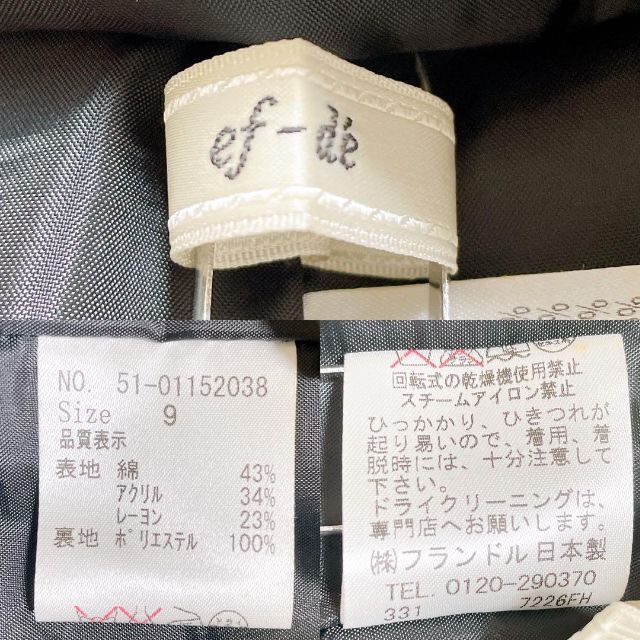 ef-de
NO. 51-01152038
Size 9
品質表示
表地 綿 43%
アクリル 34%
レーヨン 23%
裏地 ポリエステル 100%
回転式の乾燥機使用禁止
スチームアイロン禁止
ひっかかり、ひきつれが
起り易いので、着用、着
脱時には、十分注意して
下さい。
ドライクリーニングは、
専門店へお願いします。
㈱フランドル 日本製
TEL. 0120-290370
331 7226FH